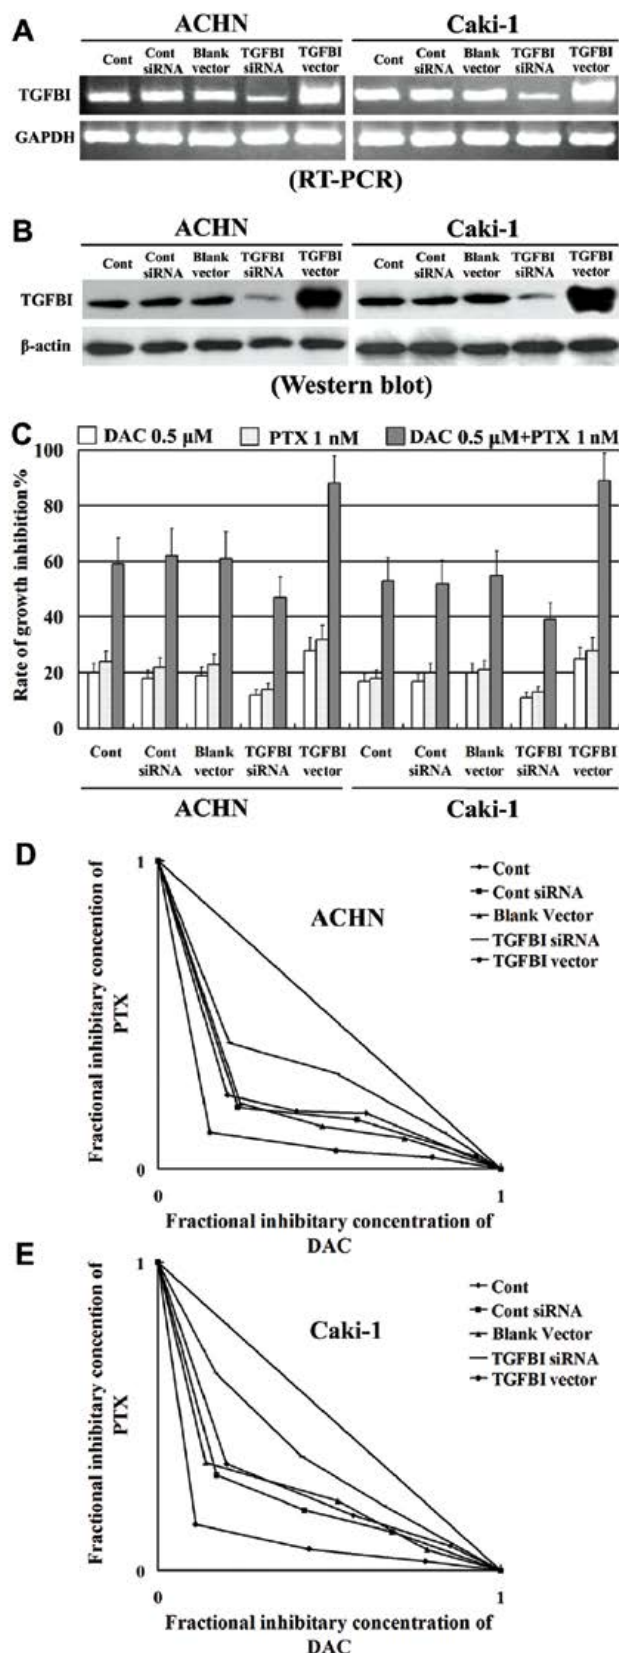 A
ACHN
Caki-1
Cont
Cont siRNA
Blank vector
TGFBI siRNA
TGFBI vector
Cont
Cont siRNA
Blank vector
TGFBI siRNA
TGFBI vector
TGFBI
GAPDH
(RT-PCR)
B
ACHN
Caki-1
Cont
Cont siRNA
Blank vector
TGFBI siRNA
TGFBI vector
Cont
Cont siRNA
Blank vector
TGFBI siRNA
TGFBI vector
TGFBI
β-actin
(Western blot)
C
DAC 0.5 μM
PTX 1 nM
DAC 0.5 μM+PTX 1 nM
Rate of growth inhibition%
100
80
60
40
20
0
Cont
Cont siRNA
Blank vector
TGFBI siRNA
TGFBI vector
Cont
Cont siRNA
Blank vector
TGFBI siRNA
TGFBI vector
ACHN
Caki-1
D
1
ACHN
Cont
Cont siRNA
Blank Vector
TGFBI siRNA
TGFBI vector
Fractional inhibitary concention of
PTX
0
0
1
Fractional inhibitary concentration of
DAC
E
1
Caki-1
Cont
Cont siRNA
Blank Vector
TGFBI siRNA
TGFBI vector
Fractional inhibitary concention of
PTX
0
0
1
Fractional inhibitary concentration of
DAC